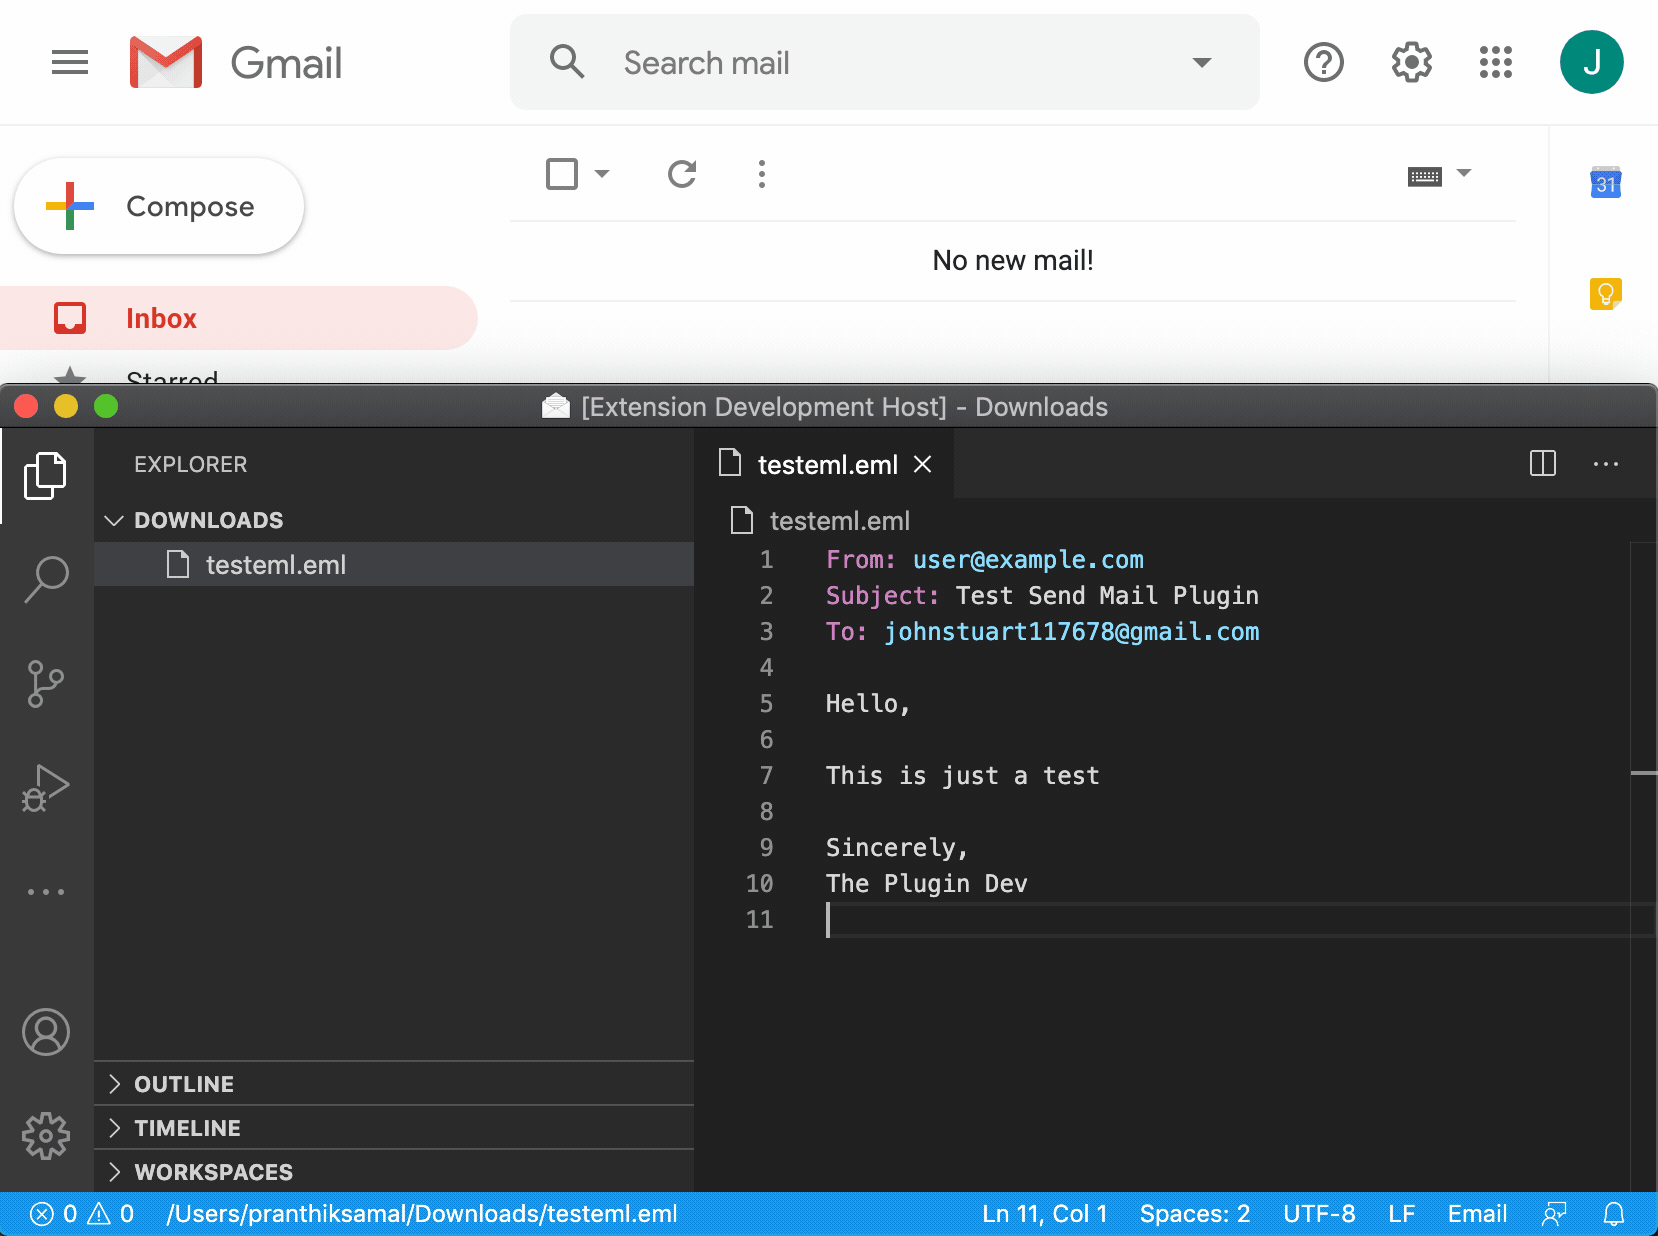 Gmail
Search mail
J
Compose
No new mail!
31
Inbox
Starred
[Extension Development Host] - Downloads
EXPLORER
testeml.eml
DOWNLOADS
testeml.eml
testeml.eml
1 From: user@example.com
2 Subject: Test Send Mail Plugin
3 To: johnstuart117678@gmail.com
4
5 Hello,
6
7 This is just a test
8
9 Sincerely,
10 The Plugin Dev
11
OUTLINE
TIMELINE
WORKSPACES
0 0 /Users/pranthiksamal/Downloads/testeml.eml Ln 11, Col 1 Spaces: 2 UTF-8 LF Email